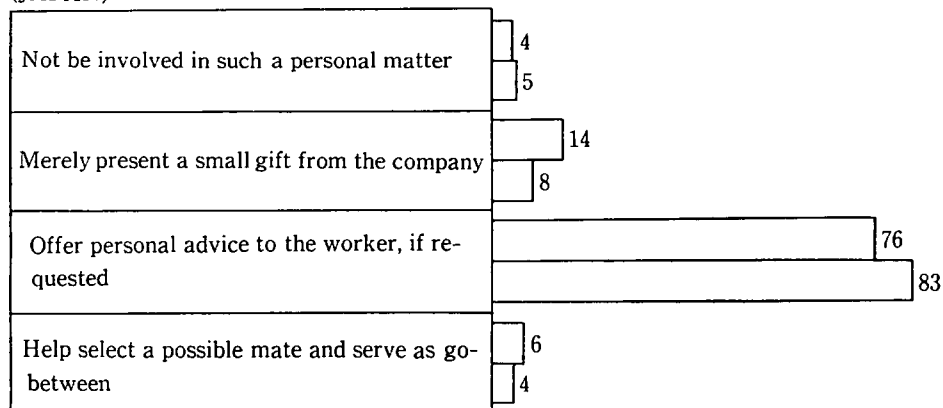 Not be involved in such a personal matter
4
5
Merely present a small gift from the company
14
8
Offer personal advice to the worker, if re-
quested
76
83
Help select a possible mate and serve as go-
between
6
4